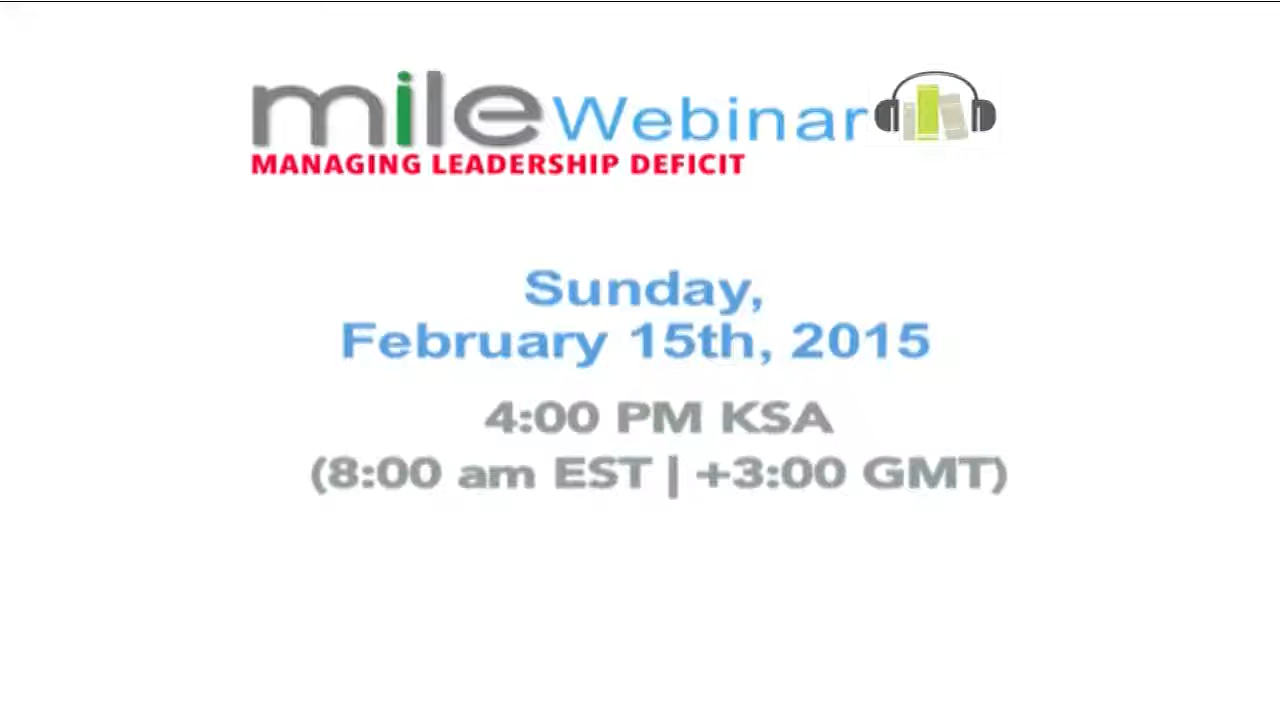 mile Webinar
MANAGING LEADERSHIP DEFICIT
Sunday,
February 15th, 2015
4:00 PM KSA
(8:00 am EST | +3:00 GMT)